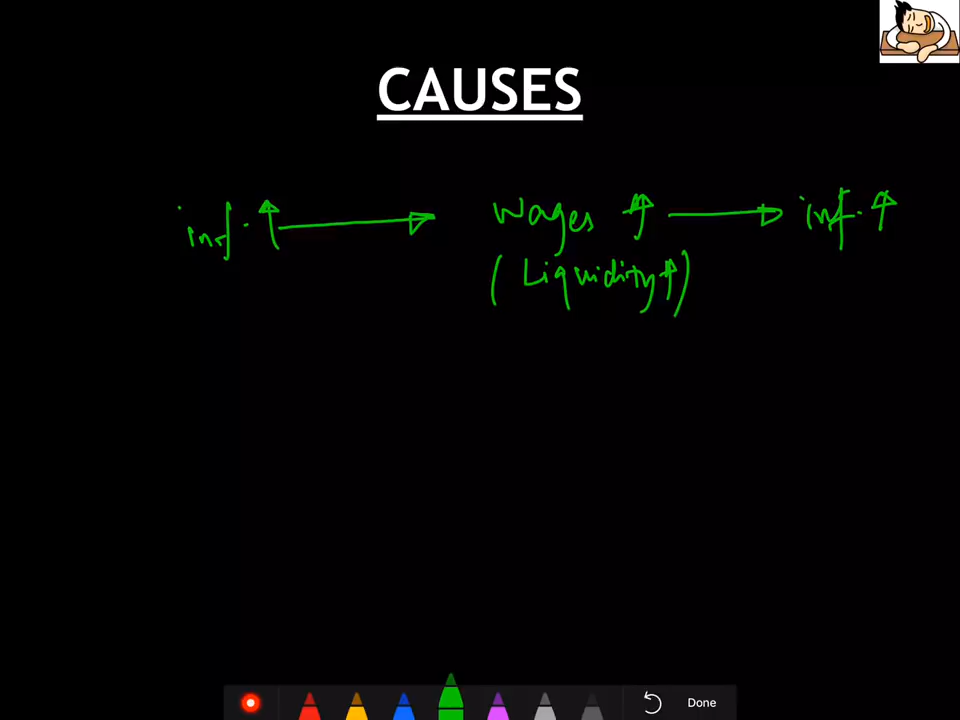 CAUSES
inf. ↑ → wages ↑ → inf. ↑
(Liquidity ↑)
Done